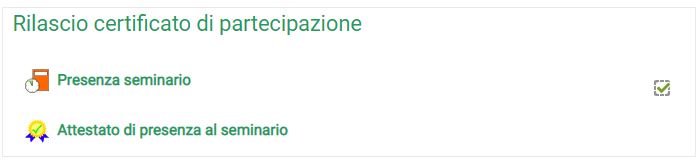 Rilascio certificato di partecipazione
Presenza seminario
Attestato di presenza al seminario